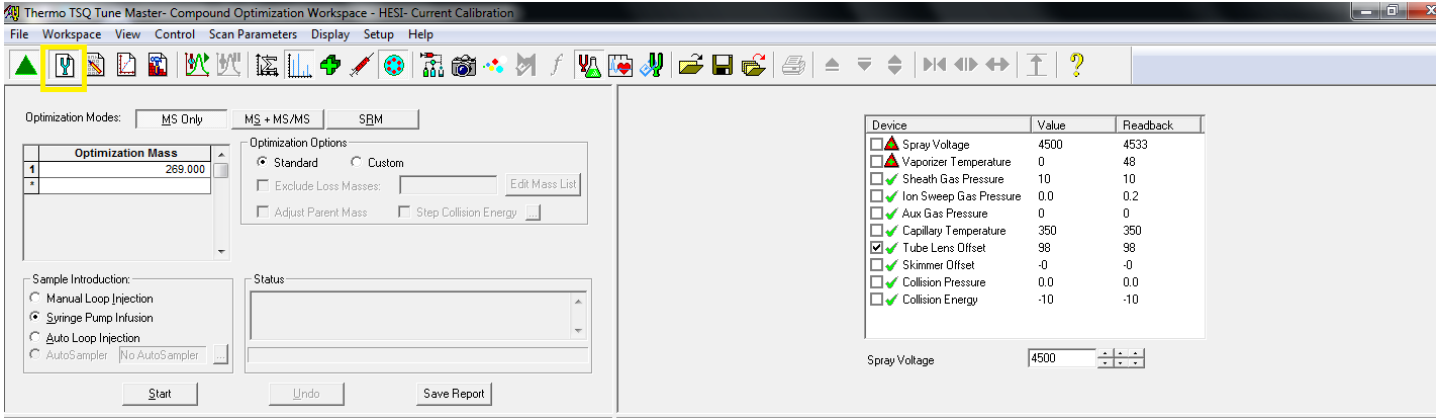 Thermo TSQ Tune Master- Compound Optimization Workspace - HESI- Current Calibration
File Workspace View Control Scan Parameters Display Setup Help
Optimization Modes: MS Only MS + MS/MS SRM
Optimization Mass
1 269.000
*
Optimization Options
Standard Custom
Exclude Loss Masses: Edit Mass List
Adjust Parent Mass Step Collision Energy ...
Sample Introduction:
Manual Loop Injection
Syringe Pump Infusion
Auto Loop Injection
AutoSampler No AutoSampler ...
Status
Start Undo Save Report
Device Value Readback
Spray Voltage 4500 4533
Vaporizer Temperature 0 48
Sheath Gas Pressure 10 10
Ion Sweep Gas Pressure 0.0 0.2
Aux Gas Pressure 0 0
Capillary Temperature 350 350
Tube Lens Offset 98 98
Skimmer Offset -0 -0
Collision Pressure 0.0 0.0
Collision Energy -10 -10
Spray Voltage 4500